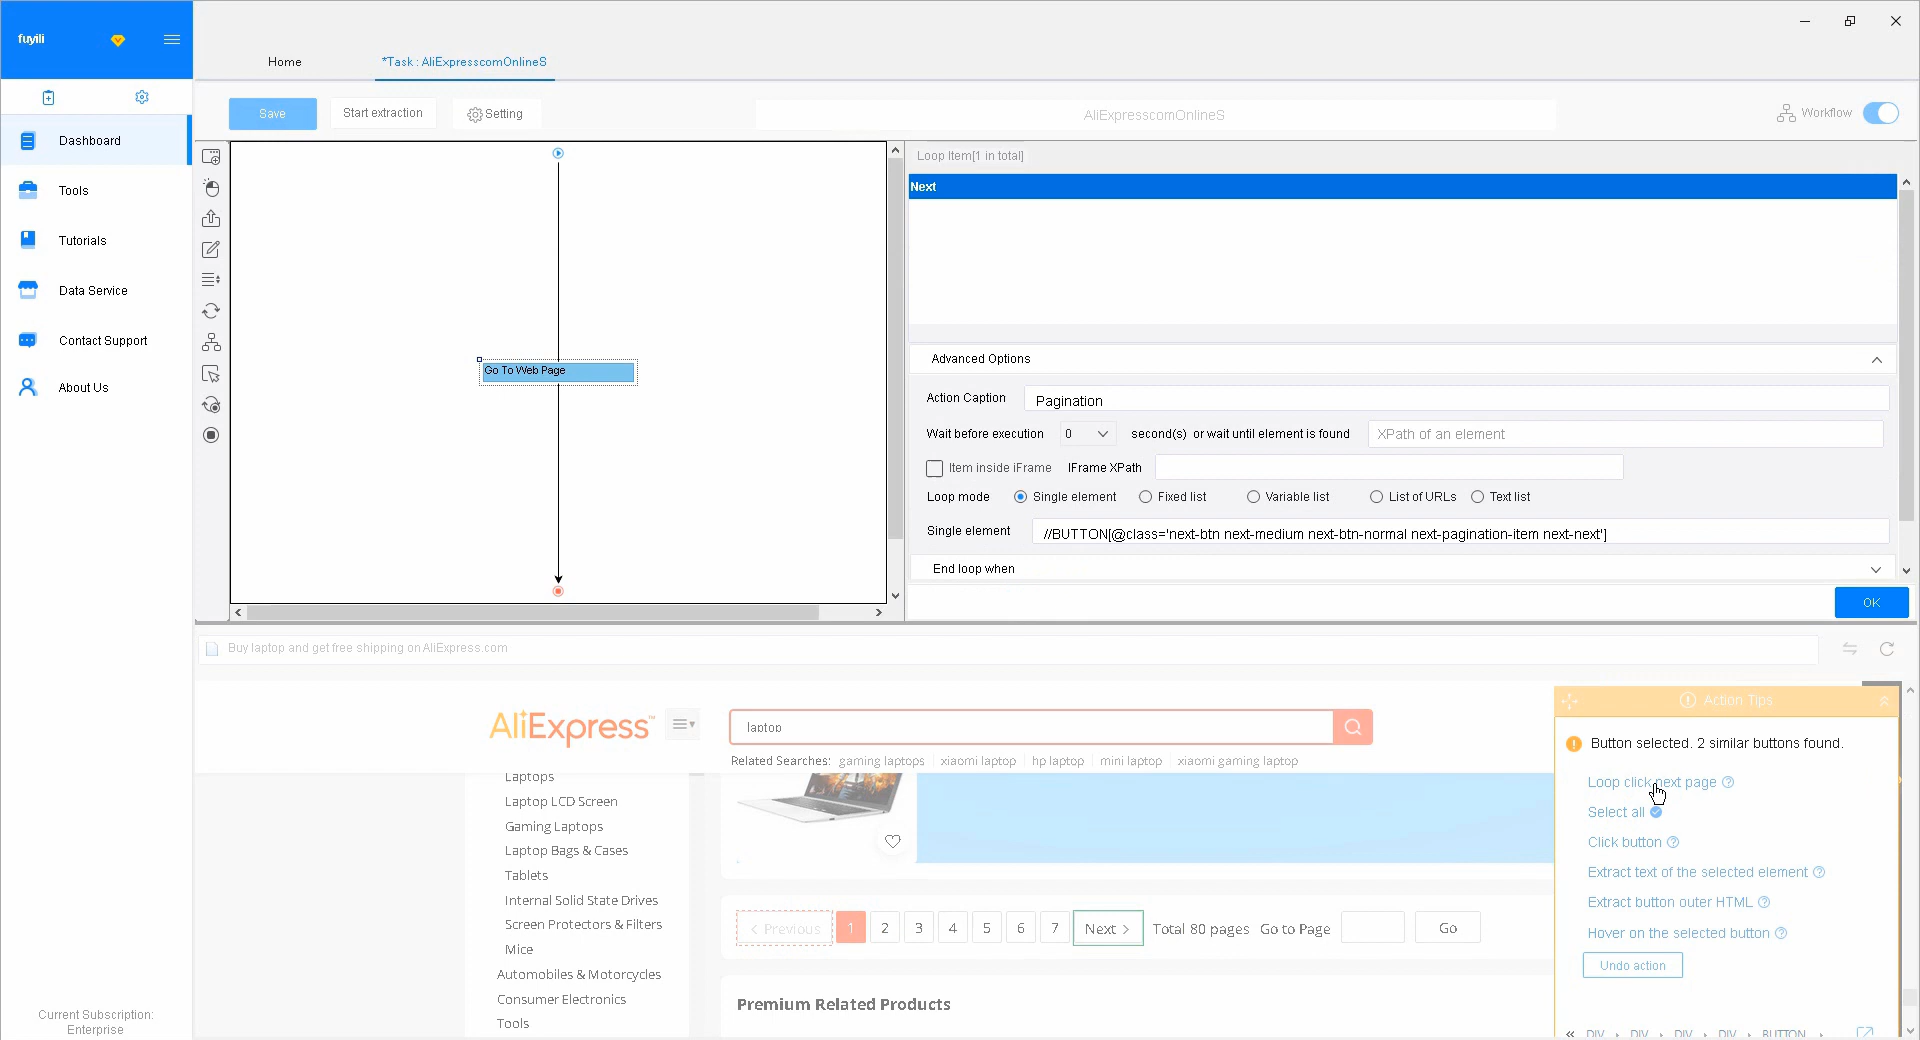 fuyili
Home
*Task : AliExpresscomOnlineS
Save
Start extraction
Setting
AliExpresscomOnlineS
Workflow
Dashboard
Tools
Tutorials
Data Service
Contact Support
About Us
Current Subscription:
Enterprise
Go To Web Page
Loop Item[1 in total]
Next
Advanced Options
Action Caption Pagination
Wait before execution 0 second(s) or wait until element is found XPath of an element
Item inside iFrame IFrame XPath
Loop mode Single element Fixed list Variable list List of URLs Text list
Single element //BUTTON[@class='next-btn next-medium next-btn-normal next-pagination-item next-next']
End loop when
OK
Buy laptop and get free shipping on AliExpress.com
AliExpress™
laptop
Related Searches: gaming laptops xiaomi laptop hp laptop mini laptop xiaomi gaming laptop
Laptops
Laptop LCD Screen
Gaming Laptops
Laptop Bags & Cases
Tablets
Internal Solid State Drives
Screen Protectors & Filters
Mice
Automobiles & Motorcycles
Consumer Electronics
Tools
< Previous 1 2 3 4 5 6 7 Next > Total 80 pages Go to Page Go
Premium Related Products
Action Tips
Button selected. 2 similar buttons found.
Loop click next page
Select all
Click button
Extract text of the selected element
Extract button outer HTML
Hover on the selected button
Undo action
« DIV DIV DIV DIV BUTTON